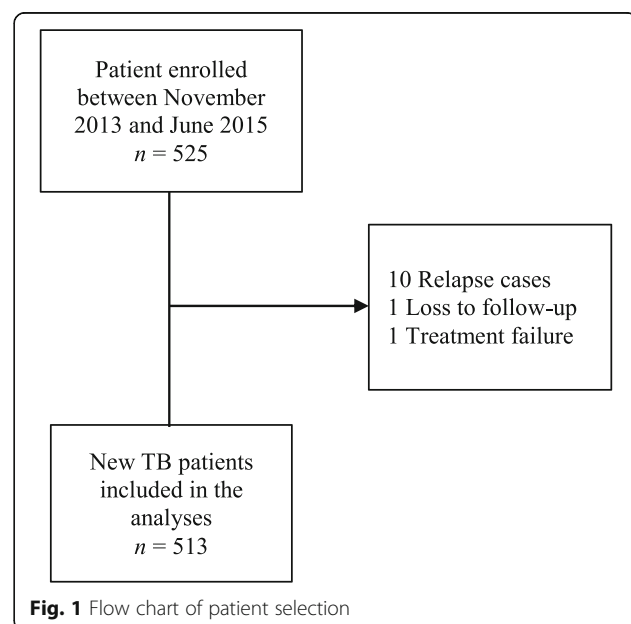 Patient enrolled
between November
2013 and June 2015
n = 525
10 Relapse cases
1 Loss to follow-up
1 Treatment failure
New TB patients
included in the
analyses
n = 513
Fig. 1 Flow chart of patient selection